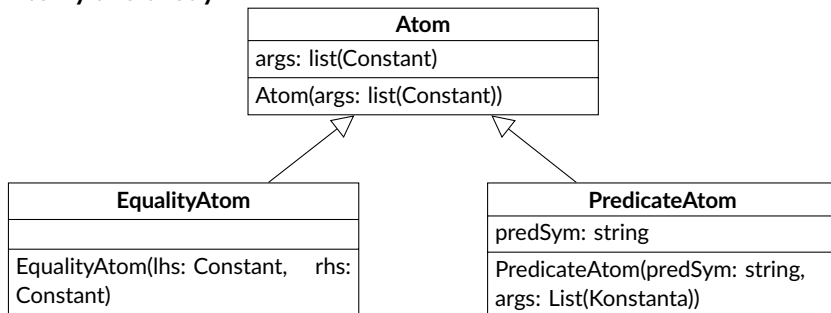 Atom
args: list(Constant)
Atom(args: list(Constant))
EqualityAtom
EqualityAtom(lhs: Constant, rhs:
Constant)
PredicateAtom
predSym: string
PredicateAtom(predSym: string,
args: List(Konstanta))